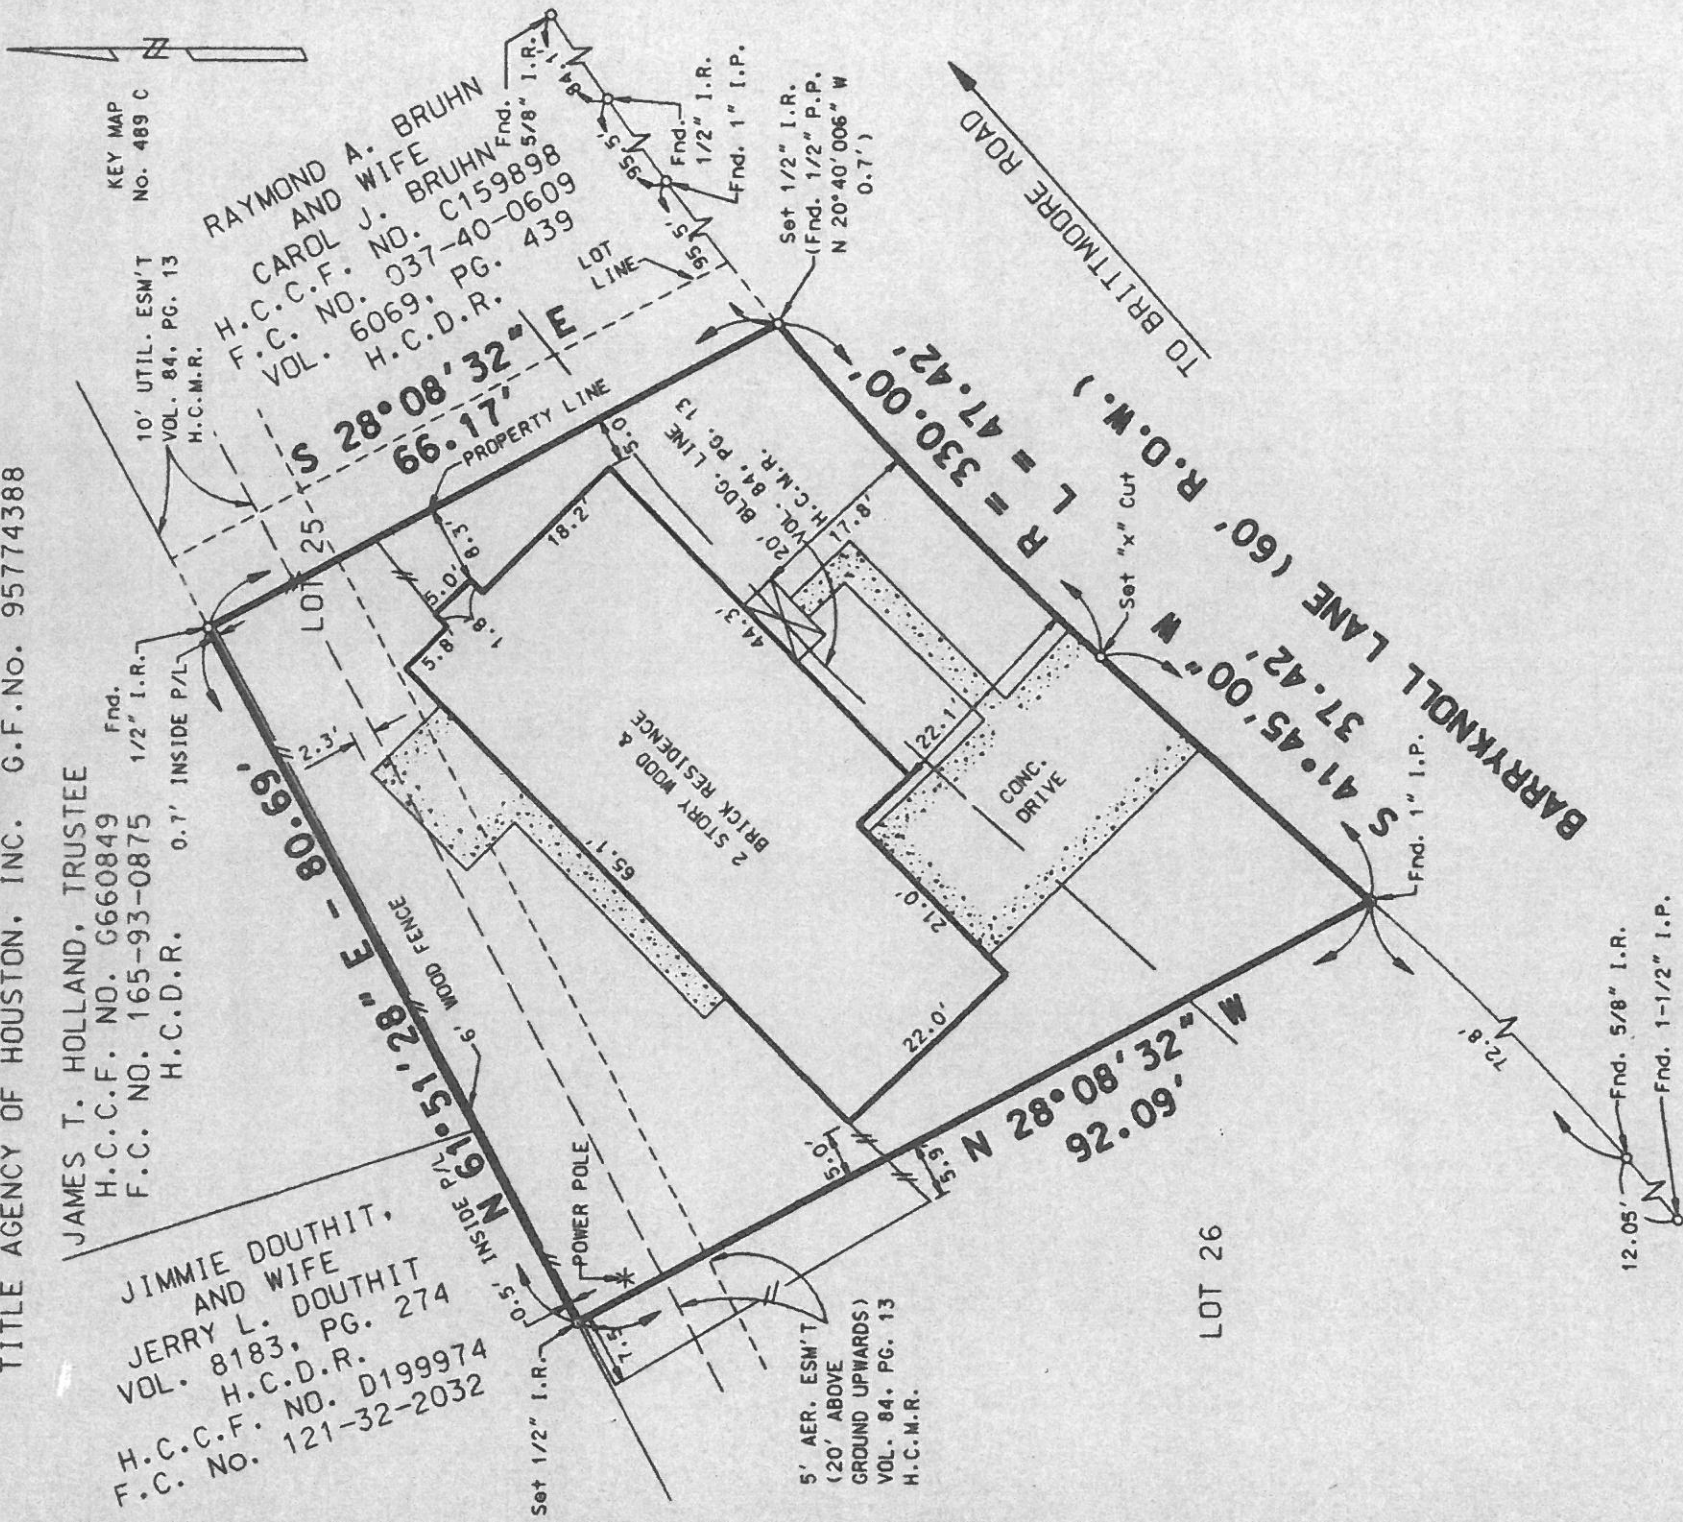 TITLE AGENCY OF HOUSTON, INC. G.F.No. 95774388
KEY MAP
No. 489 C
JAMES T. HOLLAND, TRUSTEE
H.C.C.F. NO. G660849
F.C. NO. 165-93-0875
H.C.D.R.
Fnd.
1/2" I.R.
0.7' INSIDE P/L
10' UTIL. ESM'T
VOL. 84, PG. 13
H.C.M.R.
RAYMOND A. BRUHN
AND WIFE
CAROL J. BRUHN
H.C.C.F. NO. C159898
F.C. NO. 037-40-0609
VOL. 6069, PG. 439
H.C.D.R.
Fnd.
5/8" I.R.
84.1'
Fnd.
1/2" I.R.
95.5'
Fnd. 1" I.P.
95.5'
LOT
LINE
Set 1/2" I.R.
(Fnd. 1/2" P.P.
N 20°40'006" W
0.7')
JIMMIE DOUTHIT,
AND WIFE
JERRY L. DOUTHIT
VOL. 8183, PG. 274
H.C.D.R.
H.C.C.F. NO. D199974
F.C. NO. 121-32-2032
N 61°51'28" E - 80.69'
6' WOOD FENCE
0.5' INSIDE P/L
Set 1/2" I.R.
POWER POLE
7.5'
2.3'
LOT 25
S 28°08'32" E
66.17'
PROPERTY LINE
8.3'
5.0'
1.8'
5.8'
18.2'
5.0'
20' BLDG. LINE
VOL. 84, PG. 13
H.C.M.R.
17.8'
44.3'
65.1'
2 STORY WOOD &
BRICK RESIDENCE
22.1'
CONC.
DRIVE
21.0'
22.0'
5.0'
5.9'
N 28°08'32" W
92.09'
R = 330.00'
L = 47.42'
Set "x" Cut
S 41°45'00" W
37.42'
TO BRITTMOORE ROAD
BARRYKNOLL LANE (60' R.O.W.)
Fnd. 1" I.P.
72.8'
Fnd. 5/8" I.R.
12.05'
Fnd. 1-1/2" I.P.
5' AER. ESM'T
(20' ABOVE
GROUND UPWARDS)
VOL. 84, PG. 13
H.C.M.R.
LOT 26
N